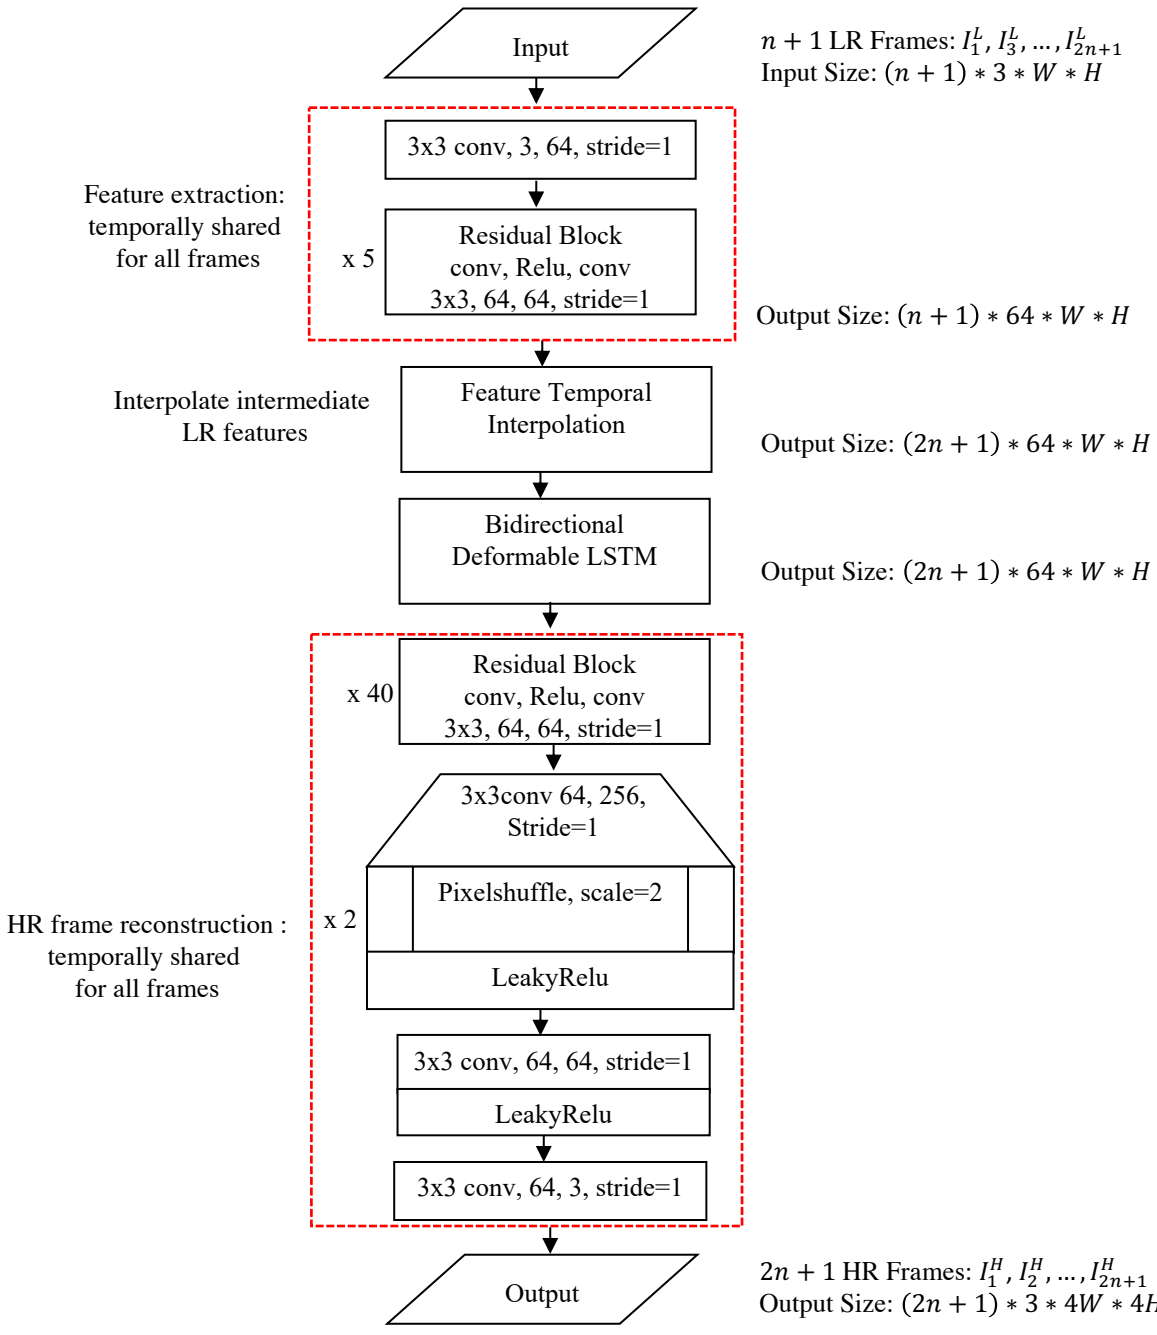 Input
n + 1 LR Frames: I_1^L, I_3^L, …, I_{2n+1}^L
Input Size: (n + 1) ∗ 3 ∗ W ∗ H
3x3 conv, 3, 64, stride=1
Feature extraction:
temporally shared
for all frames
x 5
Residual Block
conv, Relu, conv
3x3, 64, 64, stride=1
Output Size: (n + 1) ∗ 64 ∗ W ∗ H
Interpolate intermediate
LR features
Feature Temporal
Interpolation
Output Size: (2n + 1) ∗ 64 ∗ W ∗ H
Bidirectional
Deformable LSTM
Output Size: (2n + 1) ∗ 64 ∗ W ∗ H
x 40
Residual Block
conv, Relu, conv
3x3, 64, 64, stride=1
3x3conv 64, 256,
Stride=1
HR frame reconstruction :
temporally shared
for all frames
x 2
Pixelshuffle, scale=2
LeakyRelu
3x3 conv, 64, 64, stride=1
LeakyRelu
3x3 conv, 64, 3, stride=1
Output
2n + 1 HR Frames: I_1^H, I_2^H, …, I_{2n+1}^H
Output Size: (2n + 1) ∗ 3 ∗ 4W ∗ 4H